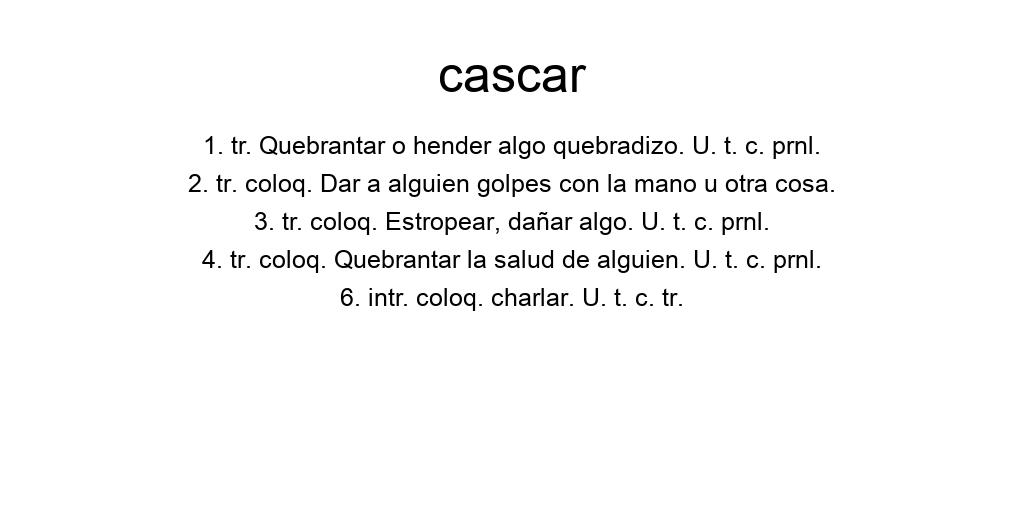 cascar
1. tr. Quebrantar o hender algo quebradizo. U. t. c. prnl.
2. tr. coloq. Dar a alguien golpes con la mano u otra cosa.
3. tr. coloq. Estropear, dañar algo. U. t. c. prnl.
4. tr. coloq. Quebrantar la salud de alguien. U. t. c. prnl.
6. intr. coloq. charlar. U. t. c. tr.